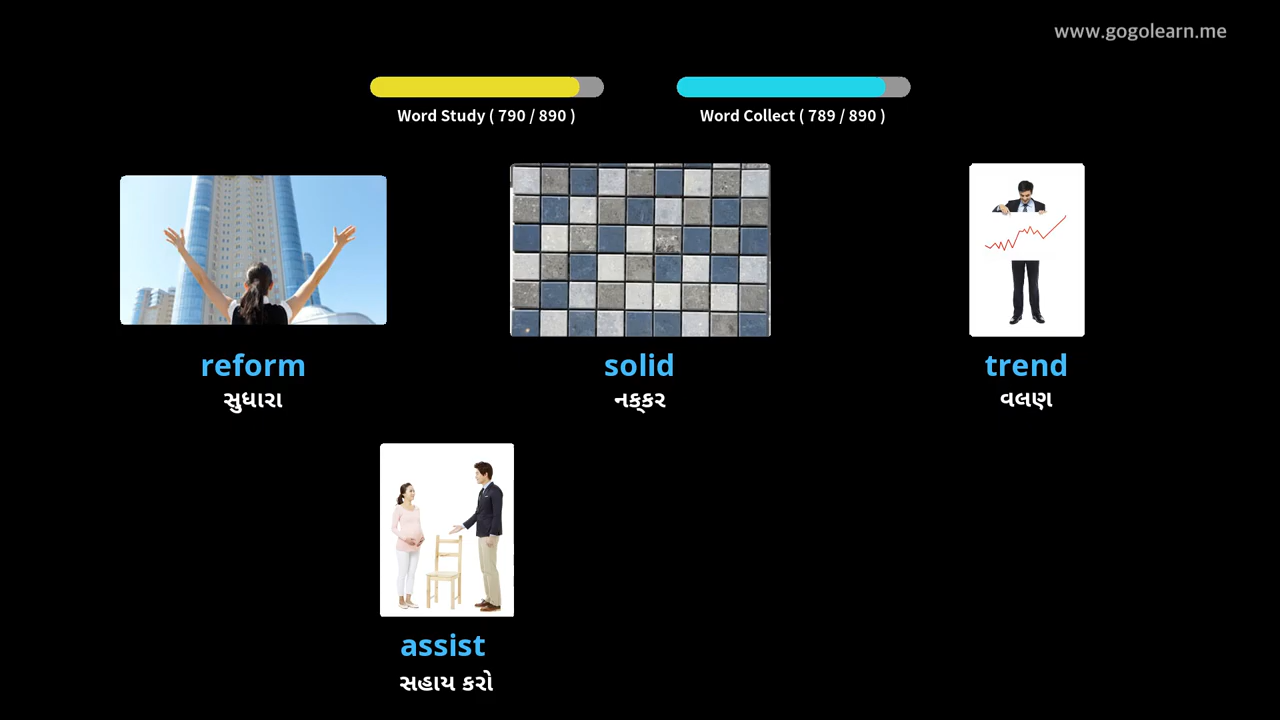 www.gogolearn.me
Word Study ( 790 / 890 )
Word Collect ( 789 / 890 )
reform
સુધારા
solid
નક્કર
trend
વલણ
assist
સહાય કરો